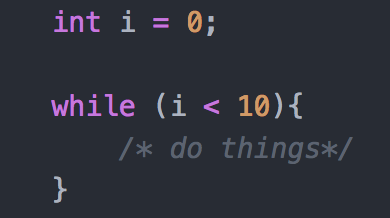 int i = 0;
while (i < 10){
/* do things*/
}